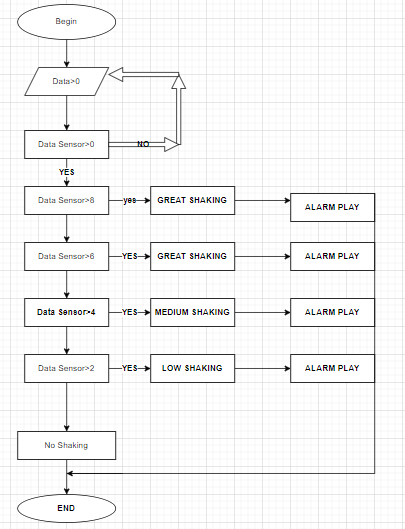 Begin
Data>0
Data Sensor>0
NO
YES
Data Sensor>8
yes
GREAT SHAKING
ALARM PLAY
Data Sensor>6
YES
GREAT SHAKING
ALARM PLAY
Data Sensor>4
YES
MEDIUM SHAKING
ALARM PLAY
Data Sensor>2
YES
LOW SHAKING
ALARM PLAY
No Shaking
END